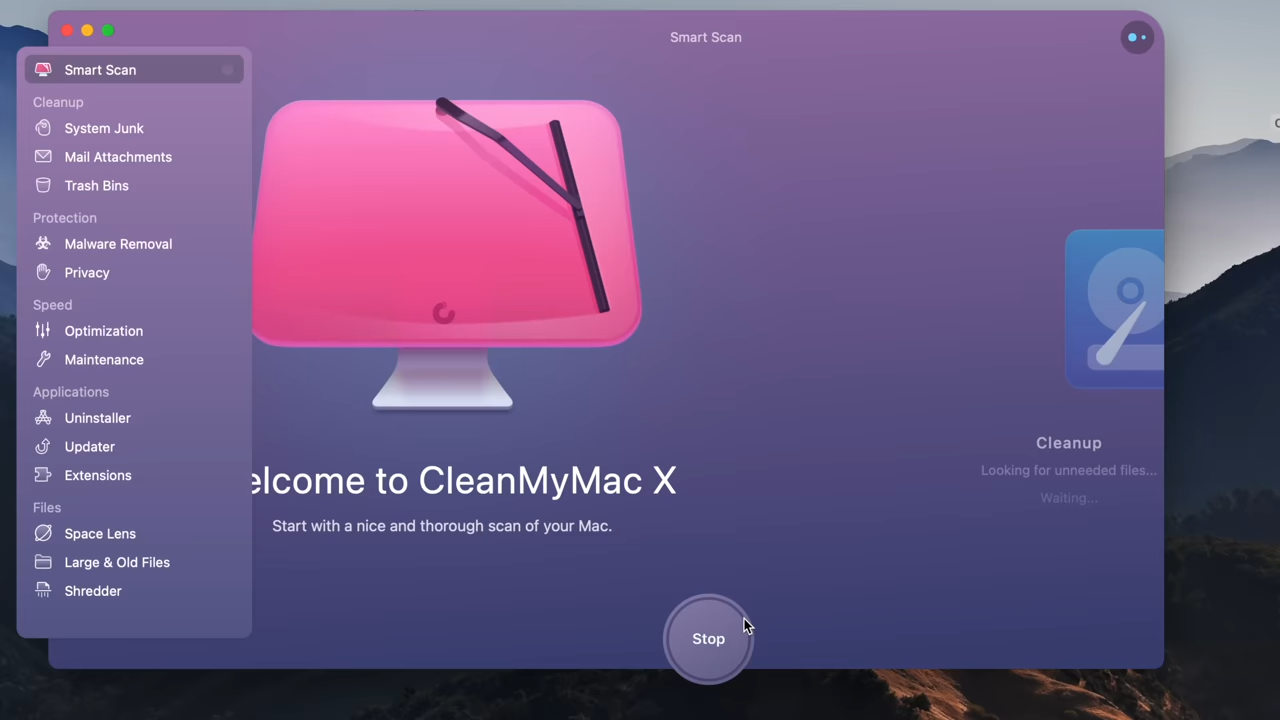 Smart Scan
Smart Scan
Cleanup
System Junk
Mail Attachments
Trash Bins
Protection
Malware Removal
Privacy
Speed
Optimization
Maintenance
Applications
Uninstaller
Updater
Extensions
Files
Space Lens
Large & Old Files
Shredder
elcome to CleanMyMac X
Start with a nice and thorough scan of your Mac.
Cleanup
Looking for unneeded files...
Waiting...
Stop